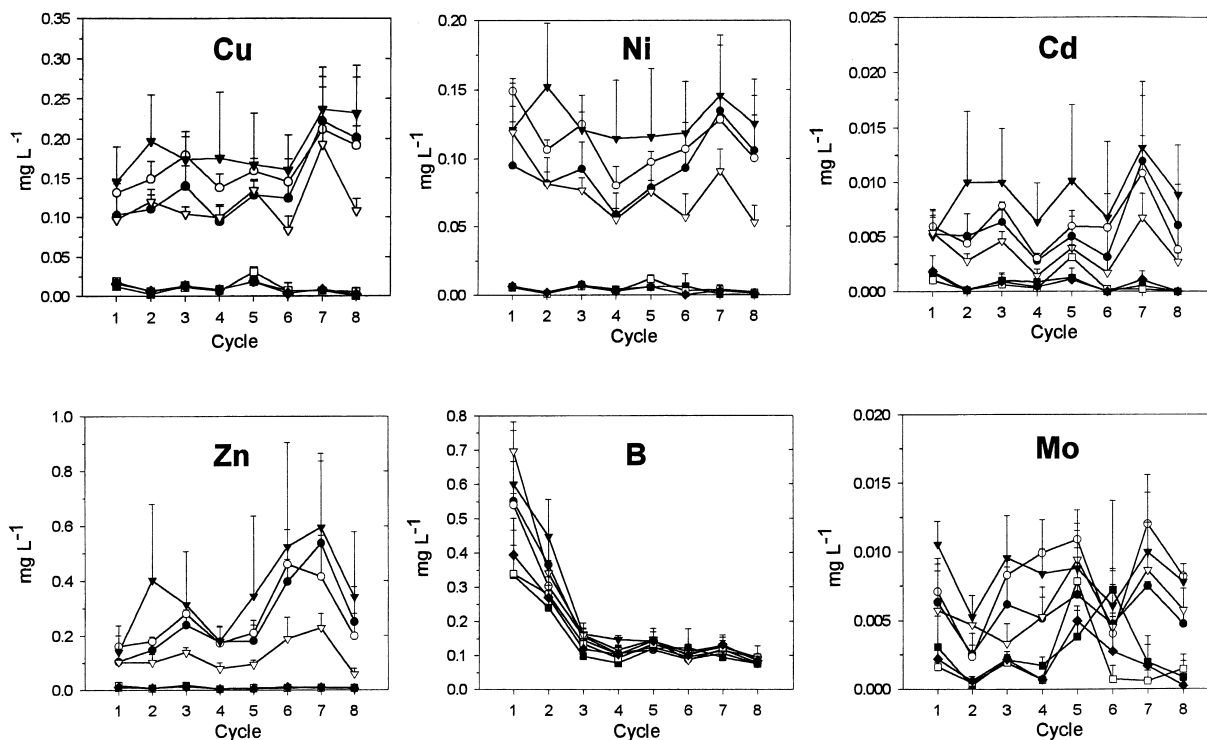 Cu
mg L⁻¹
0.35
0.30
0.25
0.20
0.15
0.10
0.05
0.00
1 2 3 4 5 6 7 8
Cycle
Ni
mg L⁻¹
0.20
0.15
0.10
0.05
0.00
1 2 3 4 5 6 7 8
Cycle
Cd
mg L⁻¹
0.025
0.020
0.015
0.010
0.005
0.000
1 2 3 4 5 6 7 8
Cycle
Zn
mg L⁻¹
1.0
0.8
0.6
0.4
0.2
0.0
1 2 3 4 5 6 7 8
Cycle
B
mg L⁻¹
0.8
0.7
0.6
0.5
0.4
0.3
0.2
0.1
0.0
1 2 3 4 5 6 7 8
Cycle
Mo
mg L⁻¹
0.020
0.015
0.010
0.005
0.000
1 2 3 4 5 6 7 8
Cycle